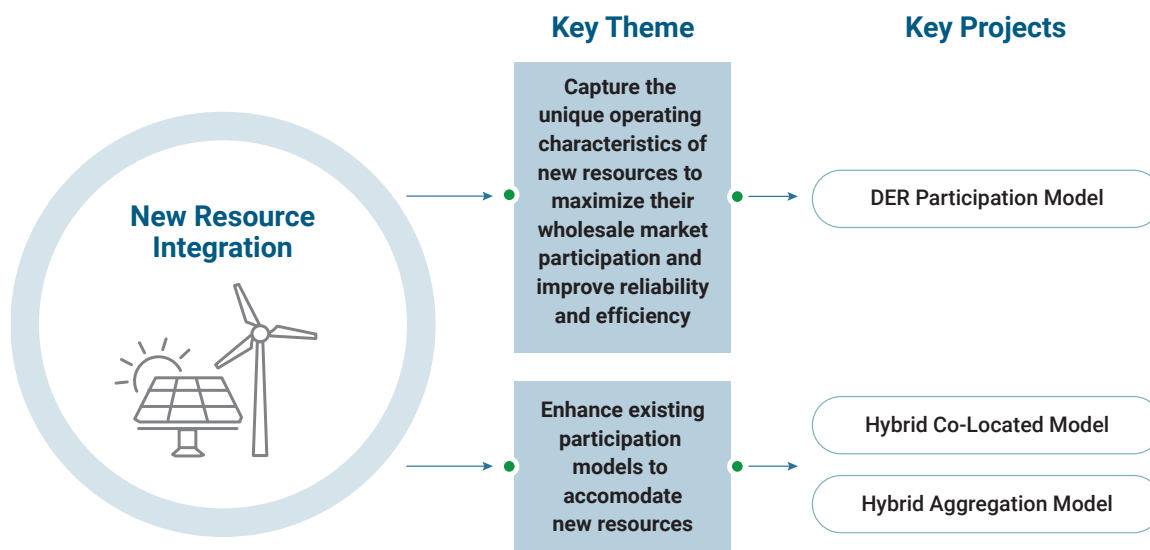 Key Theme
Key Projects
New Resource
Integration
Capture the
unique operating
characteristics of
new resources to
maximize their
wholesale market
participation and
improve reliability
and efficiency
DER Participation Model
Enhance existing
participation
models to
accomodate
new resources
Hybrid Co-Located Model
Hybrid Aggregation Model